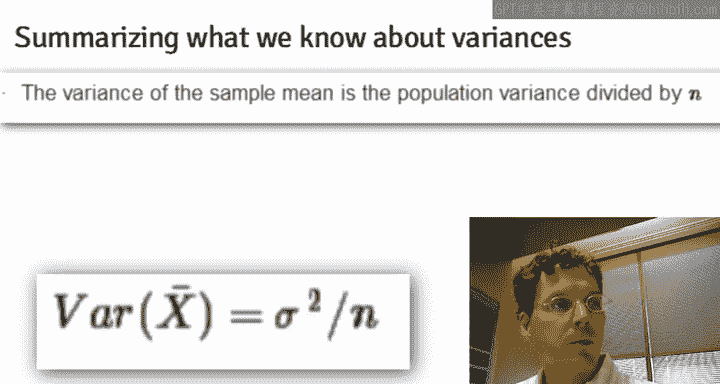 Summarizing what we know about variances
· The variance of the sample mean is the population variance divided by n
Var(X̄) = σ²/n